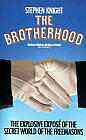 STEPHEN KNIGHT
THE BROTHERHOOD
THE EXPLOSIVE EXPOSÉ OF THE
SECRET WORLD OF THE FREEMASONS